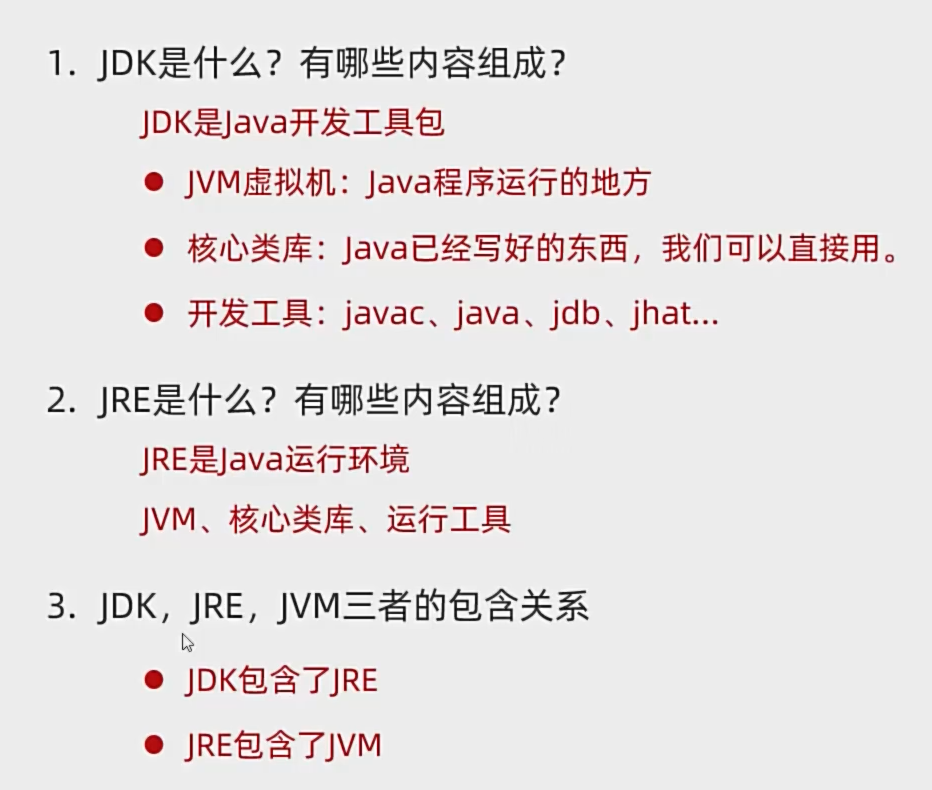 1. JDK是什么？有哪些内容组成？
JDK是Java开发工具包
● JVM虚拟机：Java程序运行的地方
● 核心类库：Java已经写好的东西，我们可以直接用。
● 开发工具：javac、java、jdb、jhat...
2. JRE是什么？有哪些内容组成？
JRE是Java运行环境
JVM、核心类库、运行工具
3. JDK，JRE，JVM三者的包含关系
● JDK包含了JRE
● JRE包含了JVM